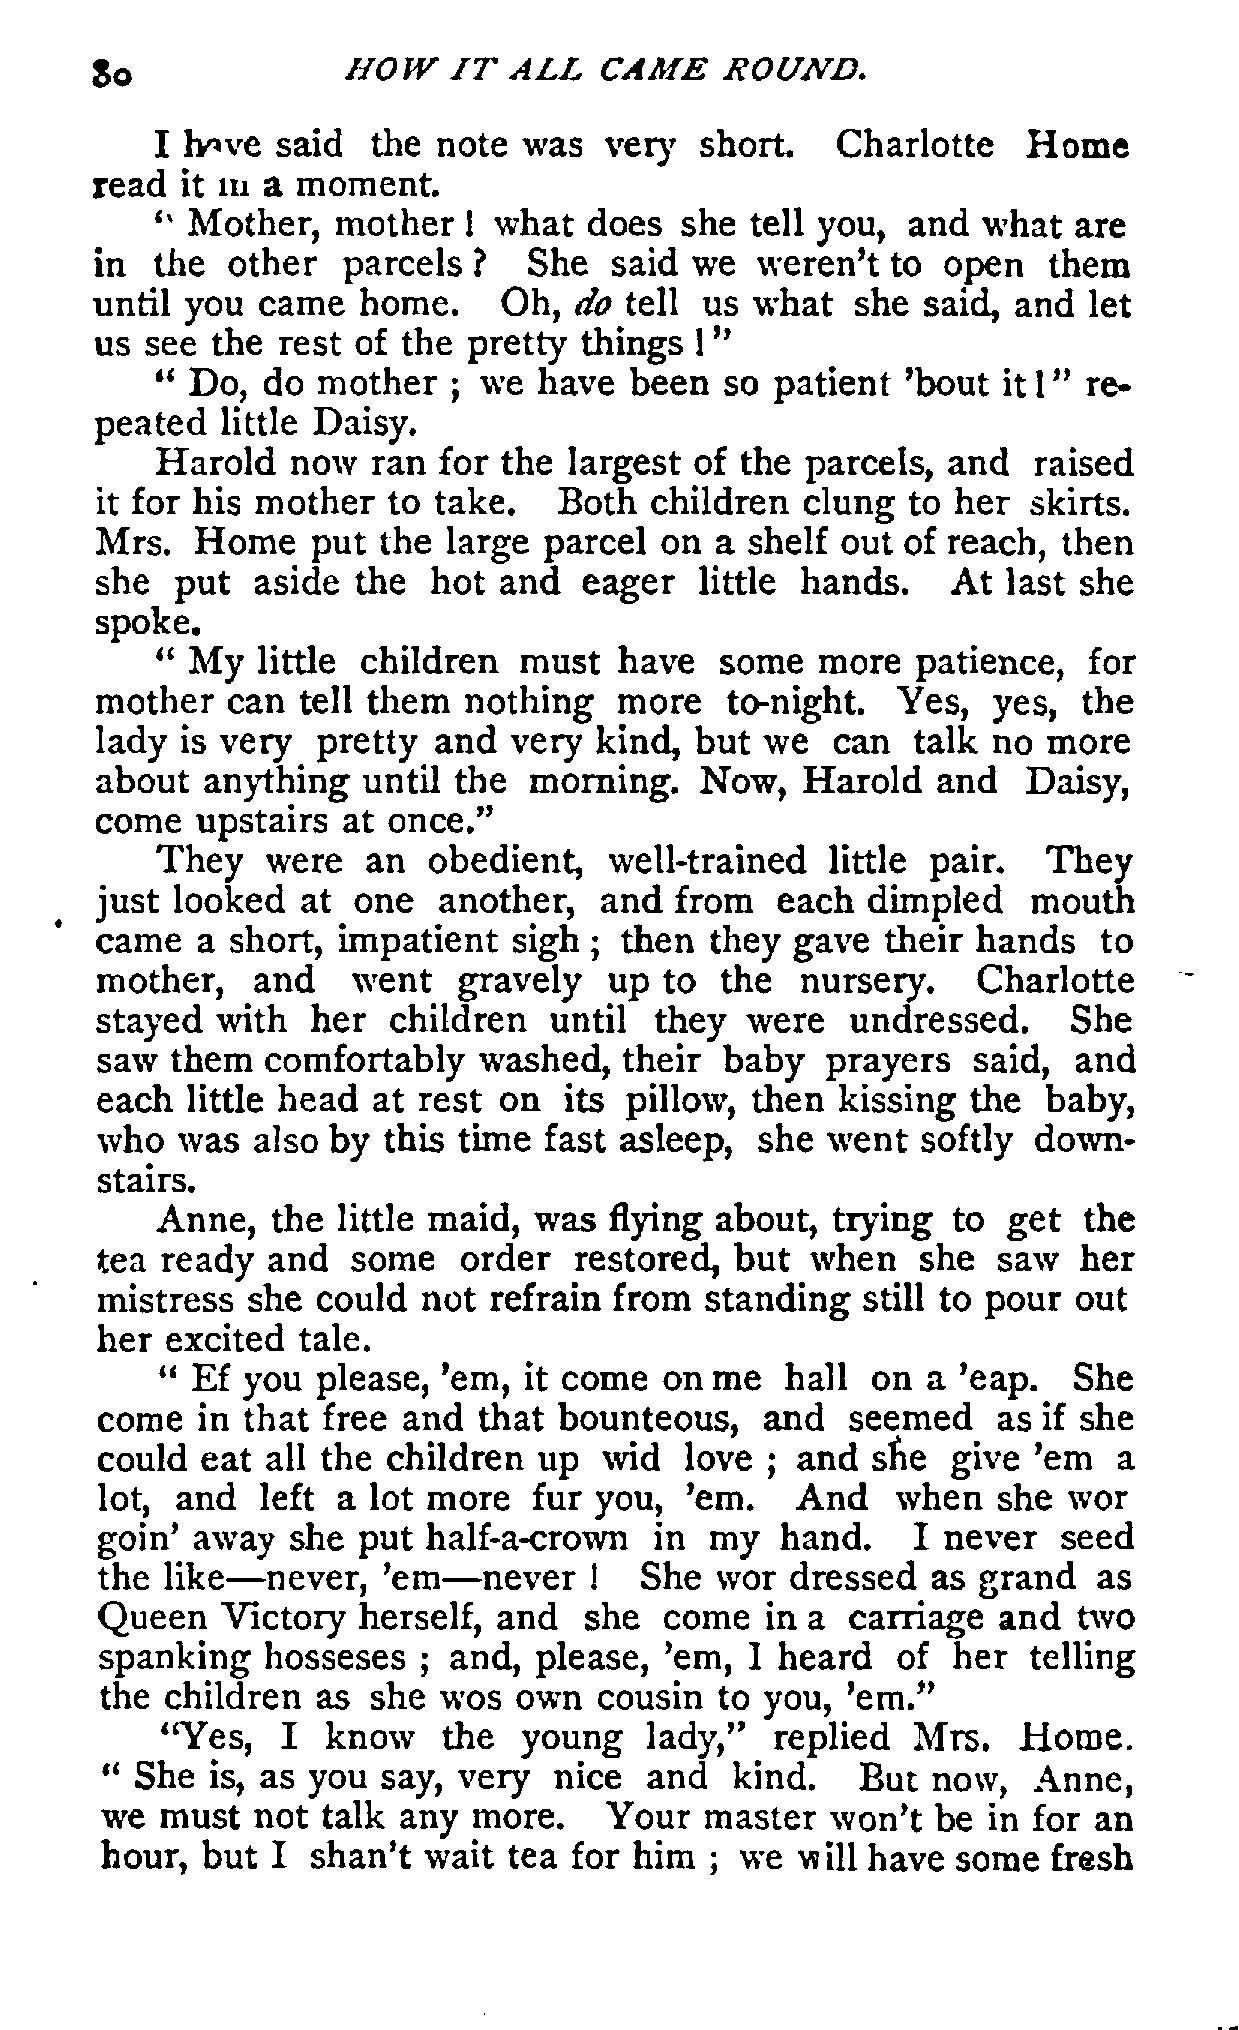 80 HOW IT ALL CAME ROUND.
I have said the note was very short. Charlotte Home
read it in a moment.
" Mother, mother ! what does she tell you, and what are
in the other parcels ? She said we weren't to open them
until you came home. Oh, do tell us what she said, and let
us see the rest of the pretty things !"
" Do, do mother ; we have been so patient 'bout it !" re-
peated little Daisy.
Harold now ran for the largest of the parcels, and raised
it for his mother to take. Both children clung to her skirts.
Mrs. Home put the large parcel on a shelf out of reach, then
she put aside the hot and eager little hands. At last she
spoke.
" My little children must have some more patience, for
mother can tell them nothing more to-night. Yes, yes, the
lady is very pretty and very kind, but we can talk no more
about anything until the morning. Now, Harold and Daisy,
come upstairs at once."
They were an obedient, well-trained little pair. They
just looked at one another, and from each dimpled mouth
came a short, impatient sigh ; then they gave their hands to
mother, and went gravely up to the nursery. Charlotte
stayed with her children until they were undressed. She
saw them comfortably washed, their baby prayers said, and
each little head at rest on its pillow, then kissing the baby,
who was also by this time fast asleep, she went softly down-
stairs.
Anne, the little maid, was flying about, trying to get the
tea ready and some order restored, but when she saw her
mistress she could not refrain from standing still to pour out
her excited tale.
" Ef you please, 'em, it come on me hall on a 'eap. She
come in that free and that bounteous, and seemed as if she
could eat all the children up wid love ; and she give 'em a
lot, and left a lot more fur you, 'em. And when she wor
goin' away she put half-a-crown in my hand. I never seed
the like—never, 'em—never ! She wor dressed as grand as
Queen Victory herself, and she come in a carriage and two
spanking hosseses ; and, please, 'em, I heard of her telling
the children as she wos own cousin to you, 'em."
"Yes, I know the young lady," replied Mrs. Home.
" She is, as you say, very nice and kind. But now, Anne,
we must not talk any more. Your master won't be in for an
hour, but I shan't wait tea for him ; we will have some fresh